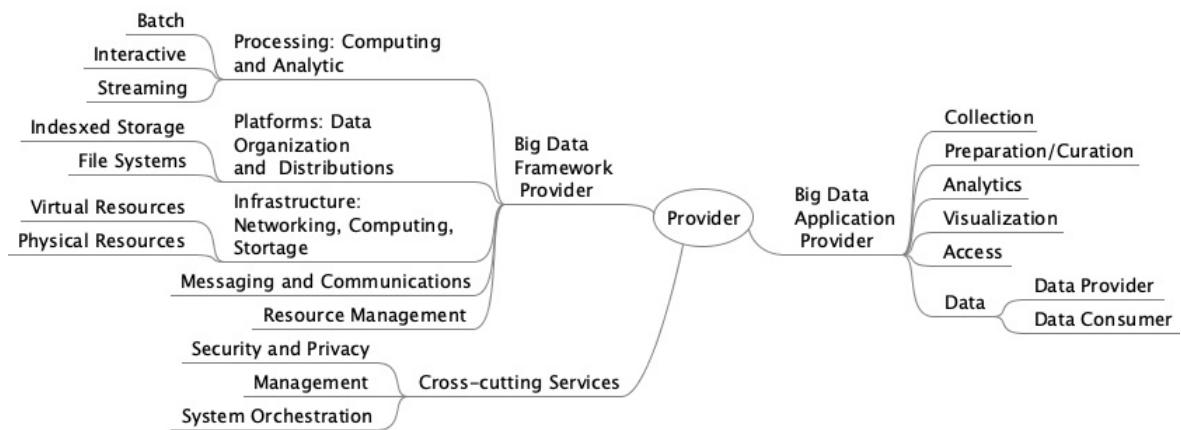 Batch
Interactive
Streaming
Processing: Computing
and Analytic
Indesxed Storage
File Systems
Platforms: Data
Organization
and Distributions
Virtual Resources
Physical Resources
Infrastructure:
Networking, Computing,
Stortage
Messaging and Communications
Resource Management
Big Data
Framework
Provider
Security and Privacy
Management
System Orchestration
Cross-cutting Services
Provider
Big Data
Application
Provider
Collection
Preparation/Curation
Analytics
Visualization
Access
Data
Data Provider
Data Consumer